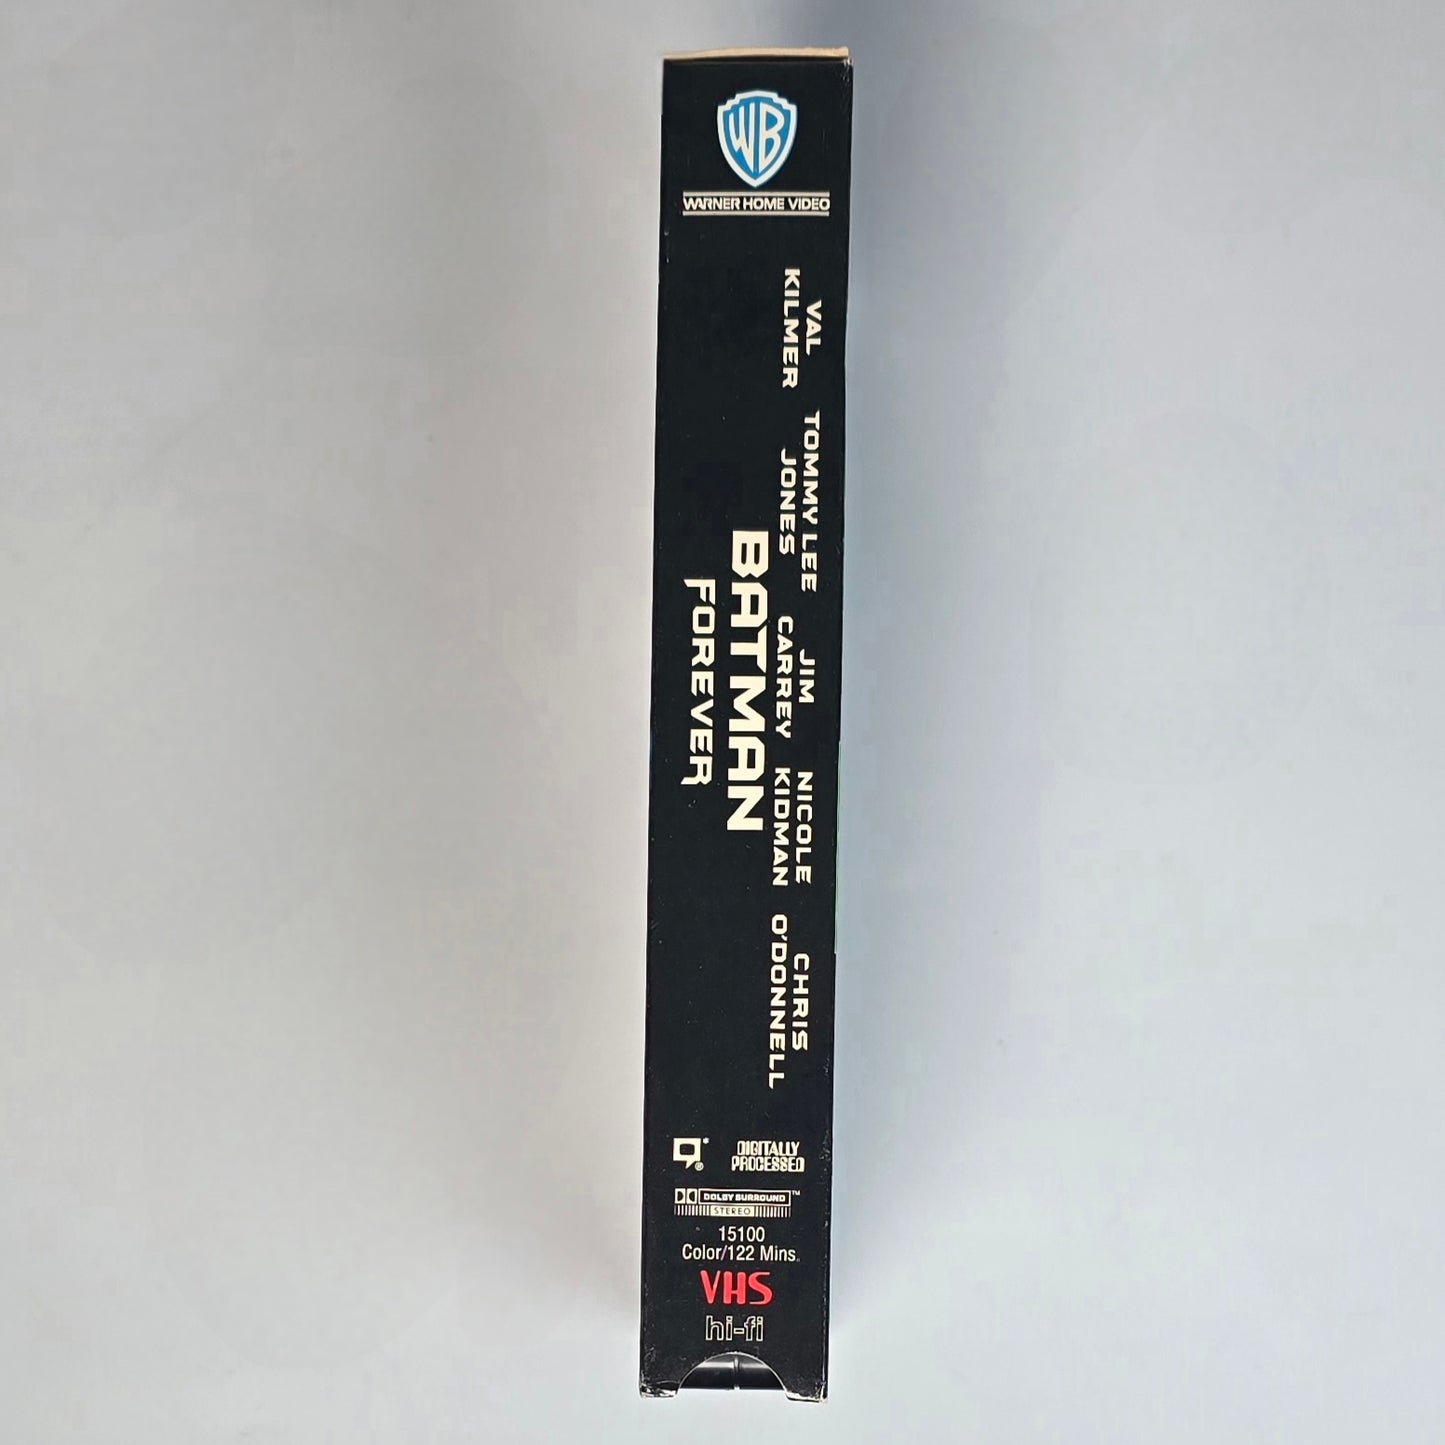 WB
WARNER HOME VIDEO
VAL
KILMER
TOMMY LEE
JONES
JIM
CARREY
NICOLE
KIDMAN
CHRIS
O'DONNELL
BATMAN
FOREVER
DIGITALLY
PROCESSED
DOLBY SURROUND™
STEREO
15100
Color/122 Mins.
VHS
hi-fi